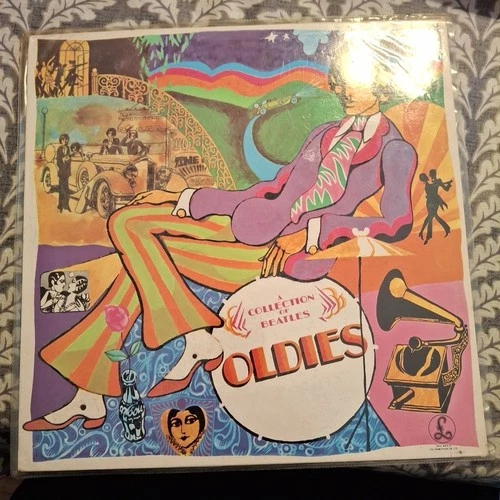 A
COLLECTION
OF
BEATLES
OLDIES